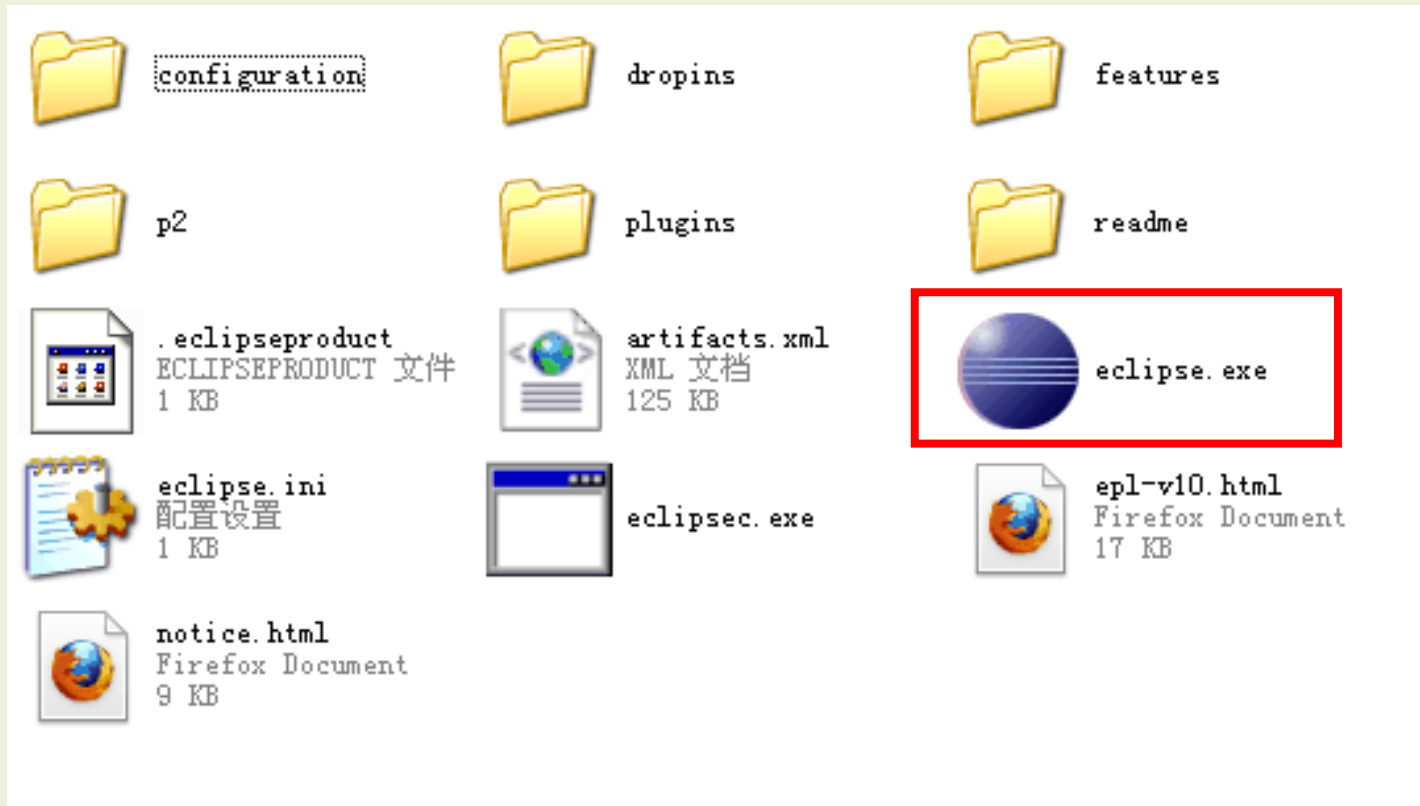 configuration
dropins
features
p2
plugins
readme
.eclipseproduct
ECLIPSEPRODUCT 文件
1 KB
artifacts.xml
XML 文档
125 KB
eclipse.exe
eclipse.ini
配置设置
1 KB
eclipsec.exe
epl-v10.html
Firefox Document
17 KB
notice.html
Firefox Document
9 KB